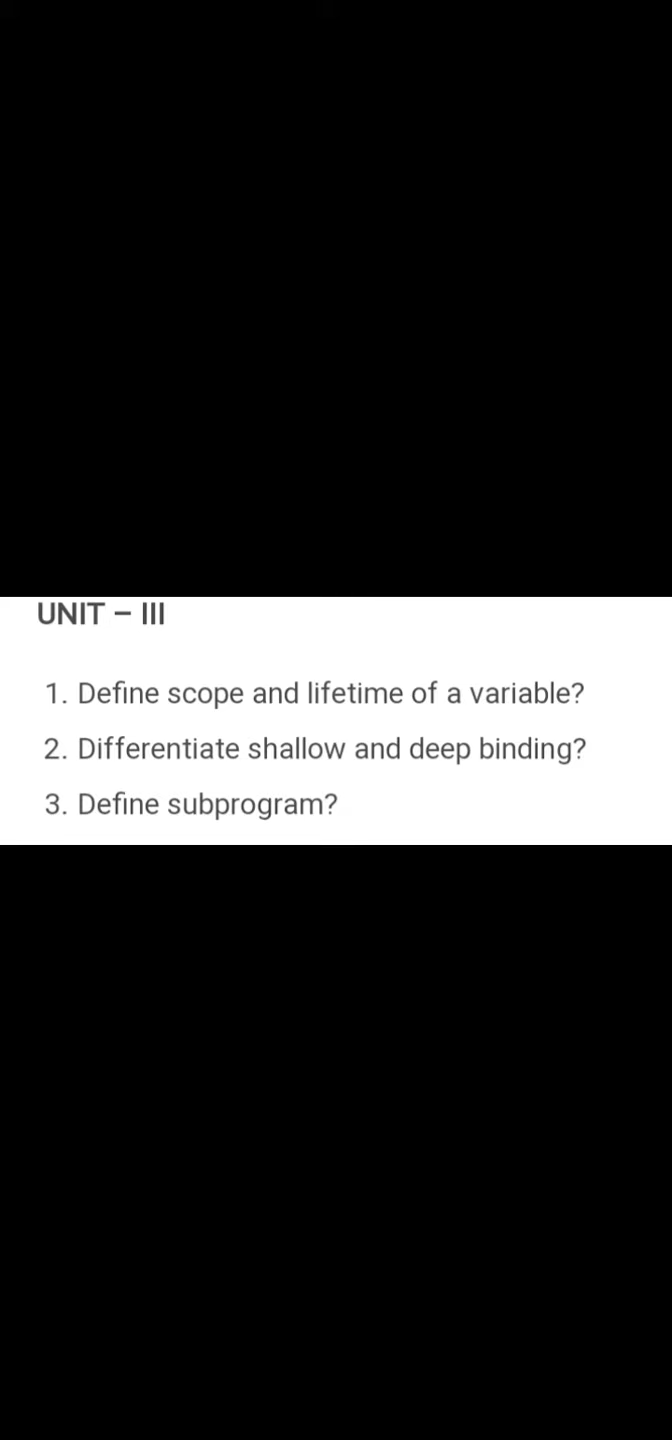 UNIT – III
1. Define scope and lifetime of a variable?
2. Differentiate shallow and deep binding?
3. Define subprogram?